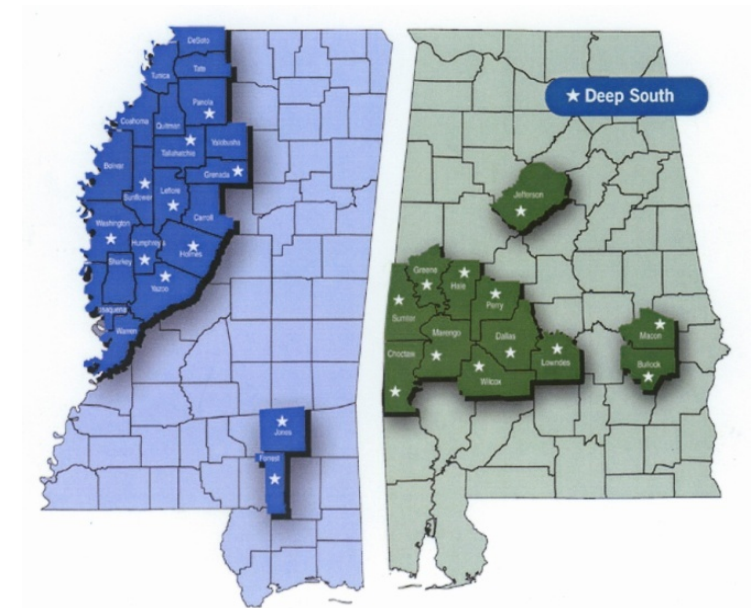 DeSoto
Tunica
Tate
Panola
Coahoma
Quitman
Tallahatchie
Yalobusha
Bolivar
Grenada
Sunflower
Leflore
Carroll
Washington
Humphreys
Holmes
Sharkey
Yazoo
Issaquena
Warren
Jones
Forrest
Deep South
Jefferson
Greene
Hale
Perry
Sumter
Marengo
Dallas
Choctaw
Lowndes
Wilcox
Macon
Bullock